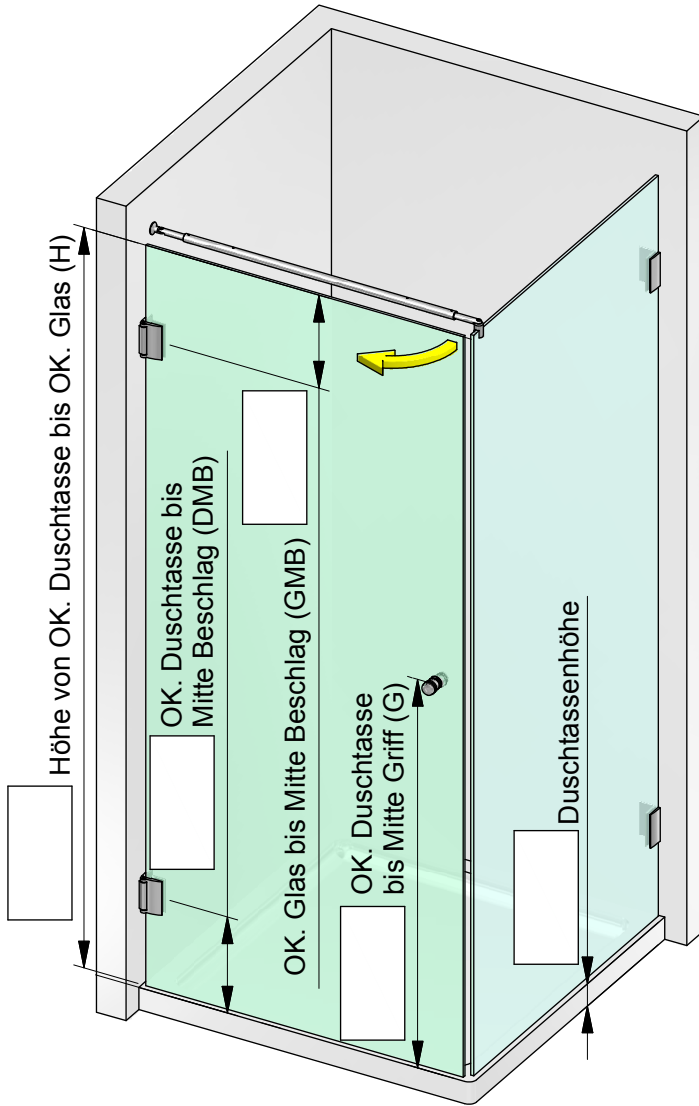 Höhe von OK. Duschtasse bis OK. Glas (H)
OK. Duschtasse bis
Mitte Beschlag (DMB)
OK. Glas bis Mitte Beschlag (GMB)
OK. Duschtasse
bis Mitte Griff (G)
Duschtassenhöhe